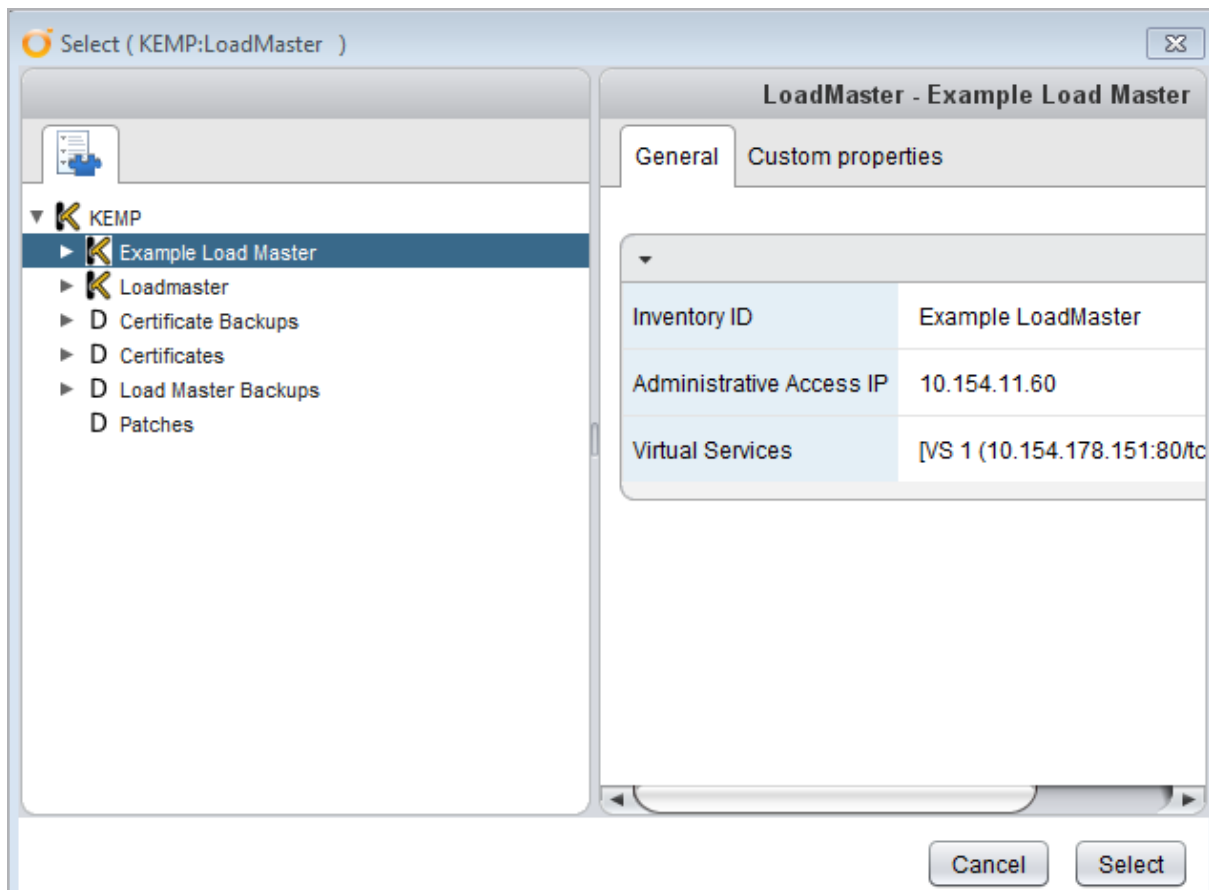 Select ( KEMP:LoadMaster )
LoadMaster - Example Load Master
General Custom properties
KEMP
Example Load Master
Loadmaster
D Certificate Backups
D Certificates
D Load Master Backups
D Patches
Inventory ID Example LoadMaster
Administrative Access IP 10.154.11.60
Virtual Services [VS 1 (10.154.178.151:80/tc
Cancel Select